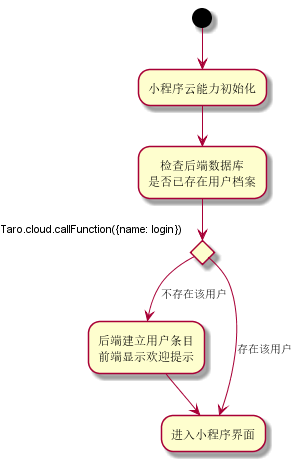 小程序云能力初始化
检查后端数据库
是否已存在用户档案
Taro.cloud.callFunction({name: login})
不存在该用户
后端建立用户条目
前端显示欢迎提示
存在该用户
进入小程序界面